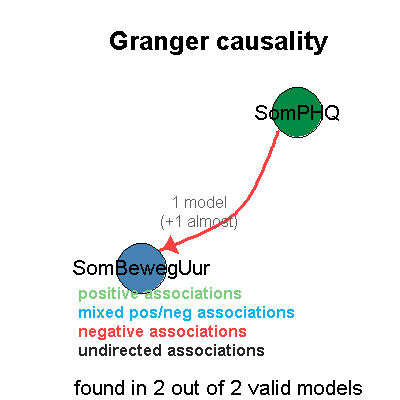 Granger causality
SomPHQ
1 model
(+1 almost)
SomBewegUur
positive associations
mixed pos/neg associations
negative associations
undirected associations
found in 2 out of 2 valid models